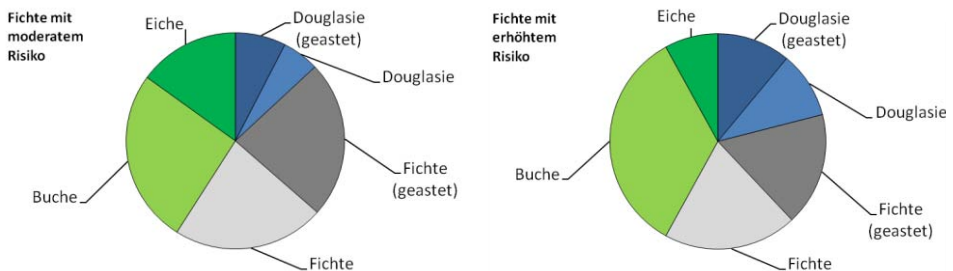 Fichte mit
moderatem
Risiko
Eiche
Douglasie
(geastet)
Douglasie
Fichte
(geastet)
Fichte
Buche
Fichte mit
erhöhtem
Risiko
Eiche
Douglasie
(geastet)
Douglasie
Fichte
(geastet)
Fichte
Buche